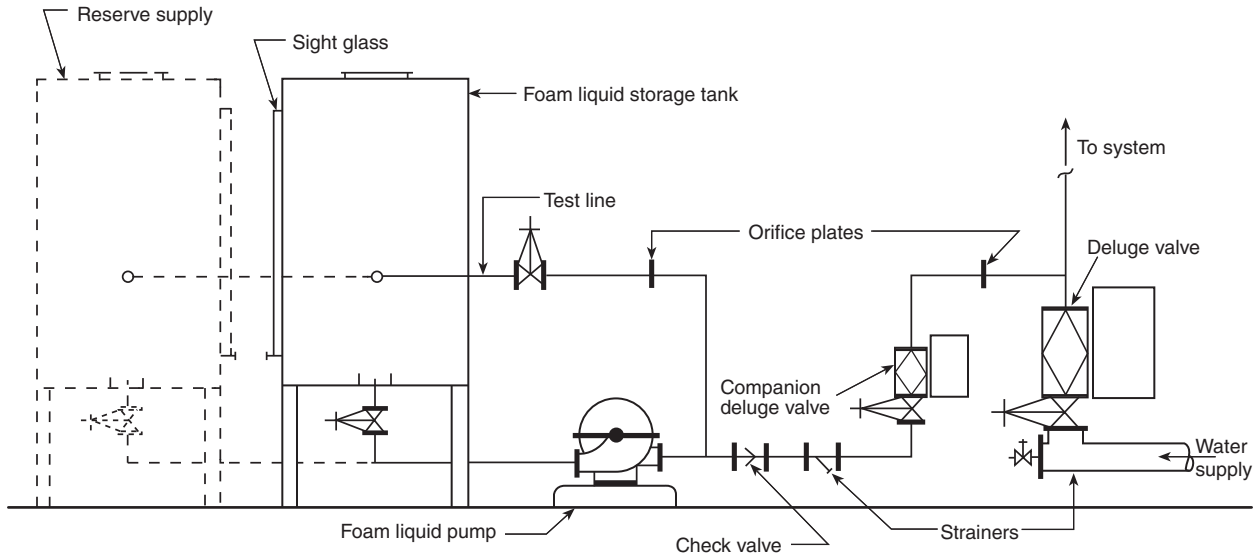 Reserve supply
Sight glass
Foam liquid storage tank
To system
Test line
Orifice plates
Deluge valve
Companion
deluge valve
Water
supply
Foam liquid pump
Strainers
Check valve